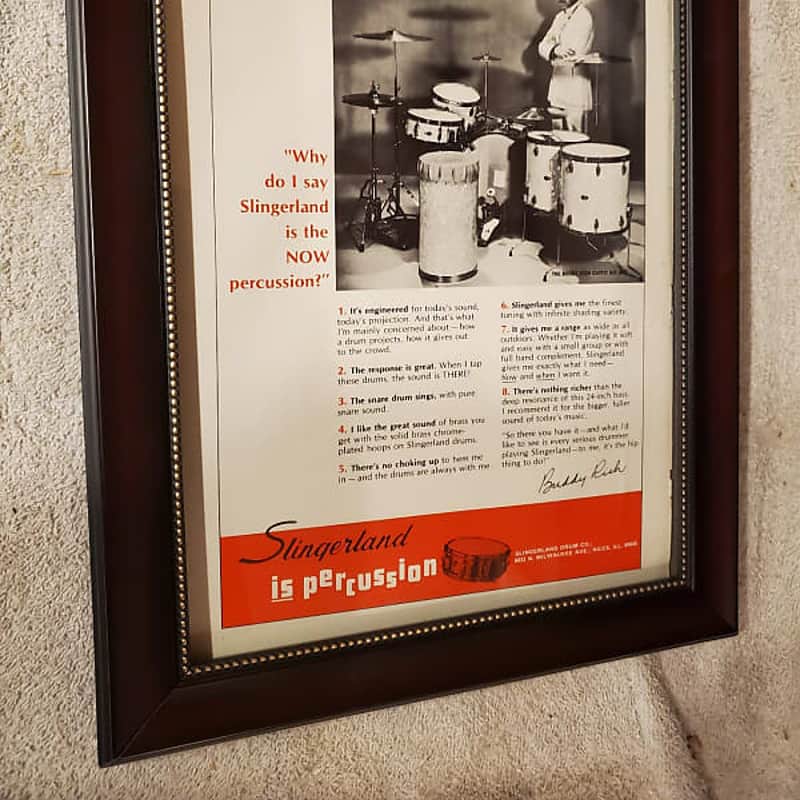 "Why
do I say
Slingerland
is the
NOW
percussion?"
THE BUDDY RICH OUTFIT NO.
1. It's engineered for today's sound,
today's projection. And that's what
I'm mainly concerned about—how
a drum projects, how it gives out
to the crowd.
2. The response is great. When I tap
these drums, the sound is THERE!
3. The snare drum sings, with pure
snare sound.
4. I like the great sound of brass you
get with the solid brass chrome-
plated hoops on Slingerland drums.
5. There's no choking up to hem me
in—and the drums are always with me
6. Slingerland gives me the finest
tuning with infinite shading variety.
7. It gives me a range as wide as all
outdoors. Whether I'm playing it soft
and easy with a small group or with
full band complement, Slingerland
gives me exactly what I need—
Now and when I want it.
8. There's nothing richer than the
deep resonance of this 24-inch bass.
I recommend it for the bigger, fuller
sound of today's music.
"So there you have it—and what I'd
like to see is every serious drummer
playing Slingerland—to me, it's the hip
thing to do!"
Buddy Rich
Slingerland
is percussion
SLINGERLAND DRUM CO.,
6633 N. MILWAUKEE AVE., NILES, ILL.